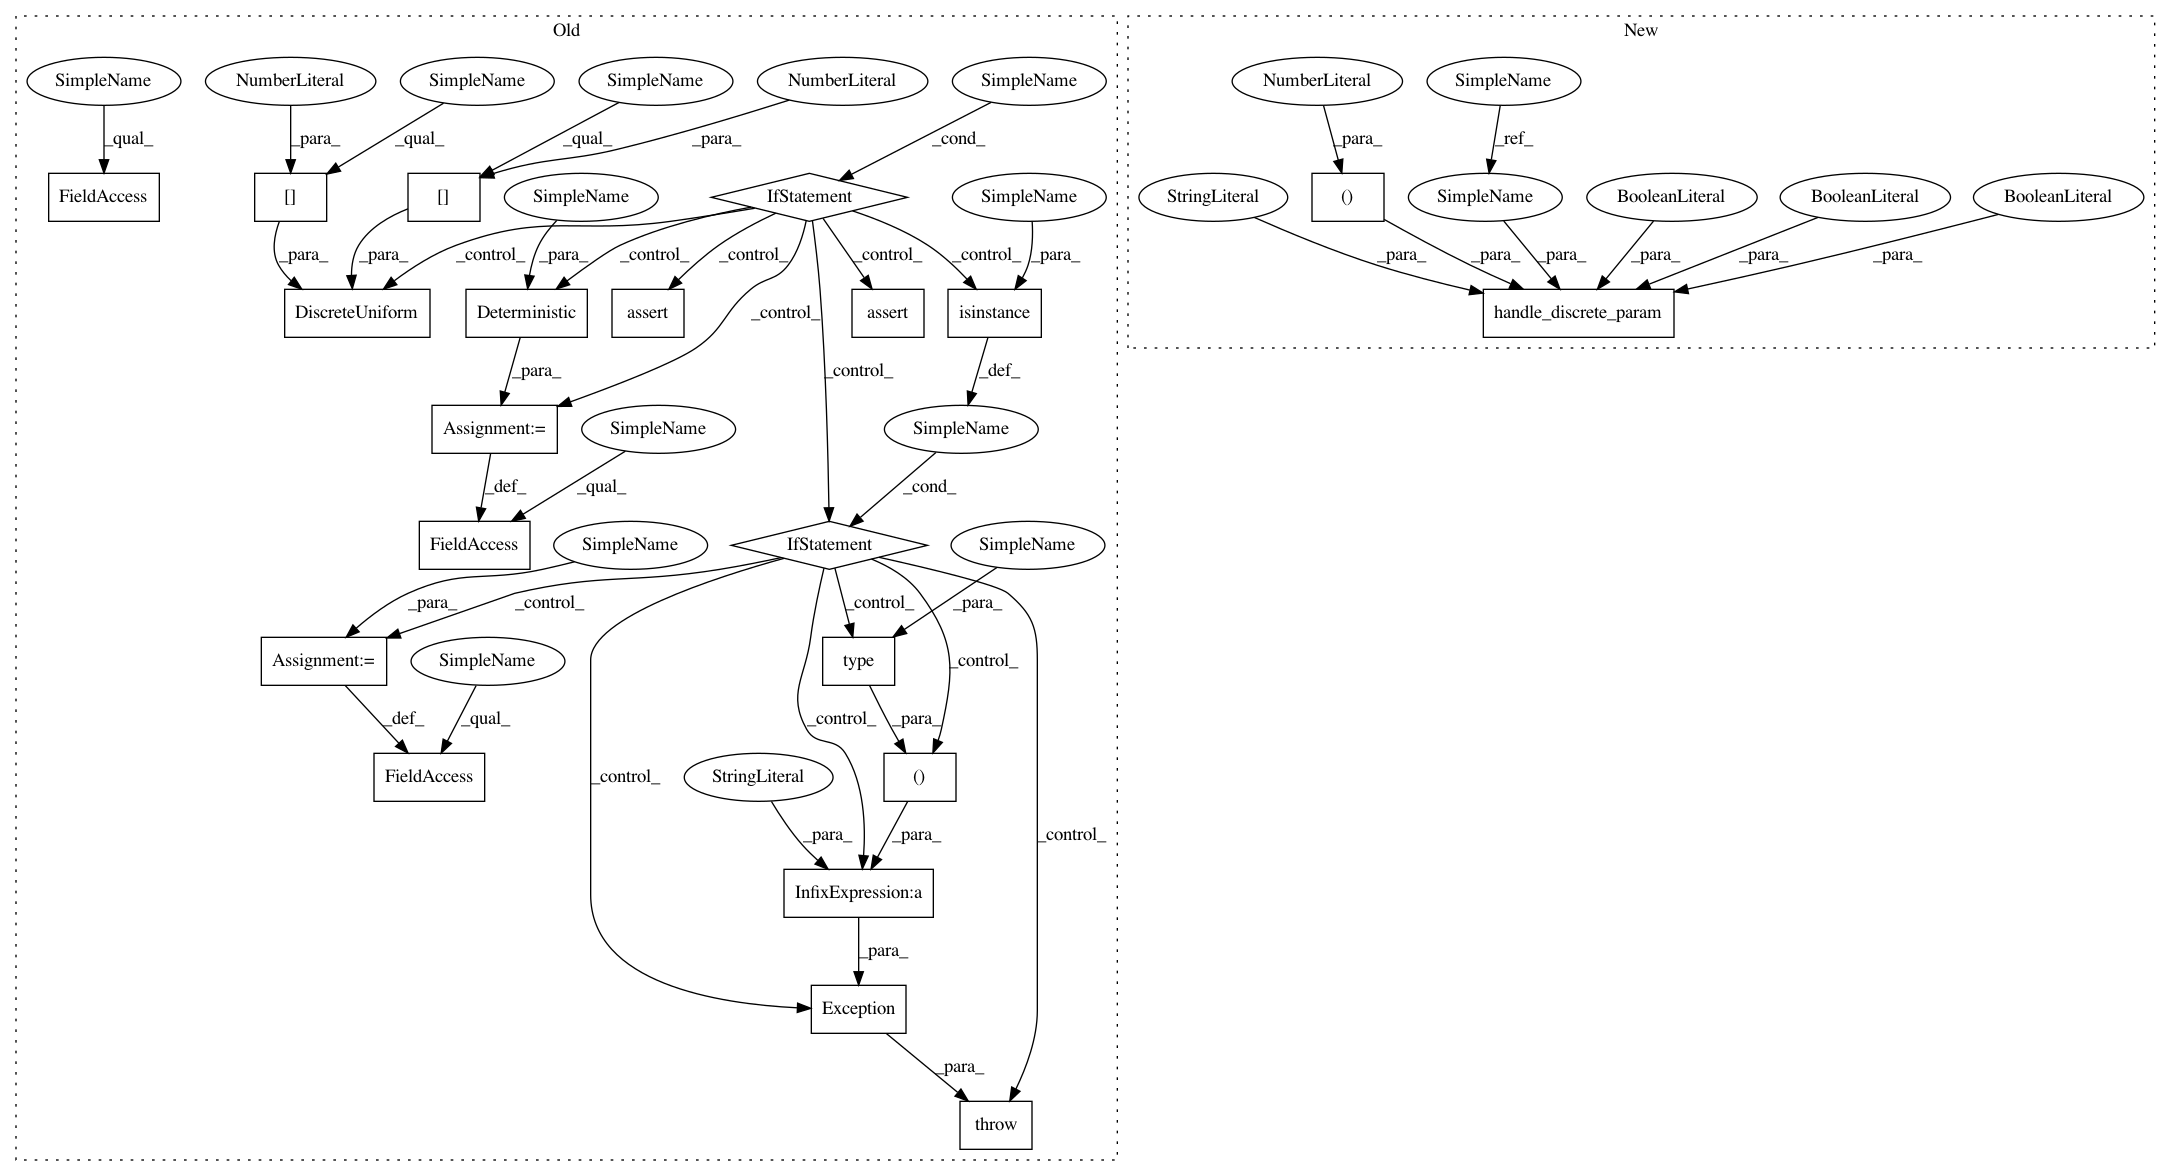 Old
New
SimpleName
NumberLiteral
SimpleName
SimpleName
NumberLiteral
SimpleName
NumberLiteral
SimpleName
_qual_
_para_
_qual_
_qual_
_para_
_cond_
_para_
_ref_
FieldAccess
[]
[]
SimpleName
IfStatement
SimpleName
StringLiteral
()
SimpleName
BooleanLiteral
BooleanLiteral
BooleanLiteral
_para_
_para_
_control_
_para_
_control_
_control_
_control_
_control_
_para_
_para_
_para_
_para_
_para_
_para_
_para_
DiscreteUniform
Deterministic
assert
assert
isinstance
handle_discrete_param
_control_
_para_
_control_
_def_
Assignment:=
SimpleName
SimpleName
_def_
_qual_
_cond_
FieldAccess
SimpleName
IfStatement
SimpleName
_para_
_control_
_control_
_para_
Assignment:=
SimpleName
type
_control_
_def_
_qual_
_control_
_para_
FieldAccess
StringLiteral
()
_control_
_para_
_para_
_control_
InfixExpression:a
_para_
Exception
_para_
throw